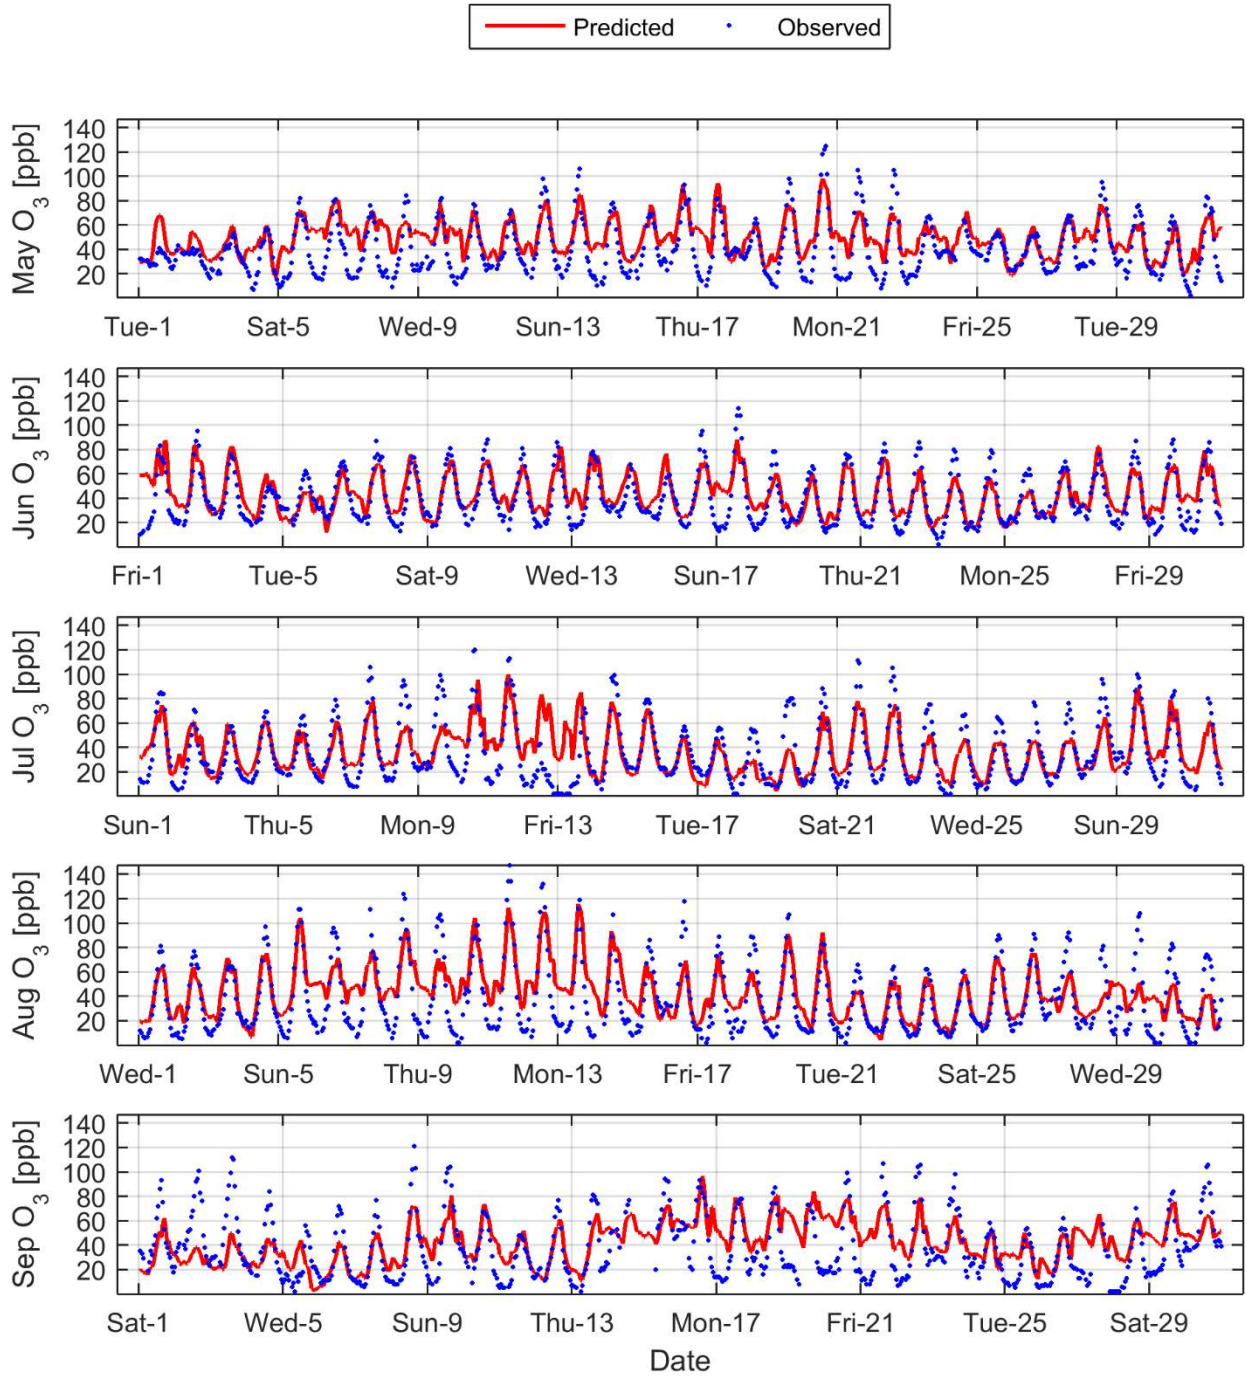 Predicted Observed
May O3 [ppb]
140
120
100
80
60
40
20
Tue-1 Sat-5 Wed-9 Sun-13 Thu-17 Mon-21 Fri-25 Tue-29
Jun O3 [ppb]
140
120
100
80
60
40
20
Fri-1 Tue-5 Sat-9 Wed-13 Sun-17 Thu-21 Mon-25 Fri-29
Jul O3 [ppb]
140
120
100
80
60
40
20
Sun-1 Thu-5 Mon-9 Fri-13 Tue-17 Sat-21 Wed-25 Sun-29
Aug O3 [ppb]
140
120
100
80
60
40
20
Wed-1 Sun-5 Thu-9 Mon-13 Fri-17 Tue-21 Sat-25 Wed-29
Sep O3 [ppb]
140
120
100
80
60
40
20
Sat-1 Wed-5 Sun-9 Thu-13 Mon-17 Fri-21 Tue-25 Sat-29
Date